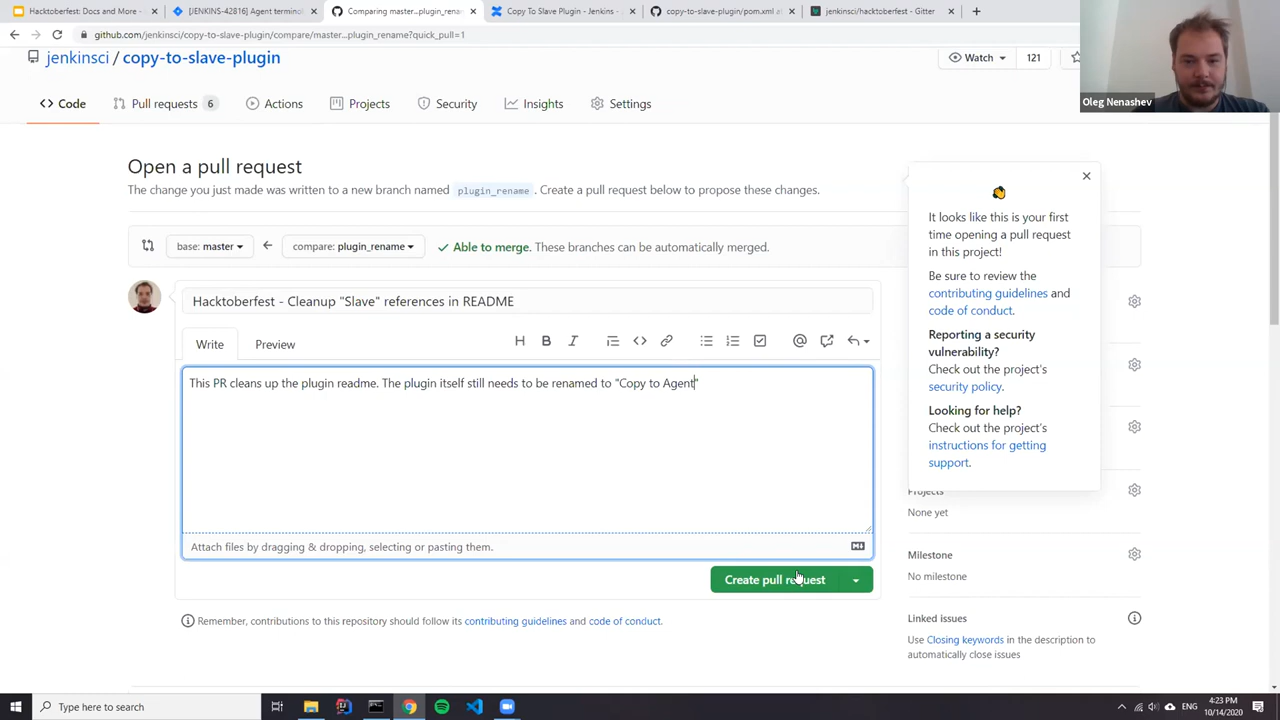 Hacktoberfest: Docs and More -
[JENKINS-42816] Agent terminol
Comparing master...plugin_rena
Copy To Slave Plugin - Jenkins -
copy-to-slave-plugin/pom.xml at
jenkinsci/hacktoberfest - Gitter
github.com/jenkinsci/copy-to-slave-plugin/compare/master...plugin_rename?quick_pull=1
jenkinsci / copy-to-slave-plugin
Watch
121
Oleg Nenashev
<> Code
Pull requests 6
Actions
Projects
Security
Insights
Settings
Open a pull request
The change you just made was written to a new branch named plugin_rename . Create a pull request below to propose these changes.
base: master
compare: plugin_rename
Able to merge. These branches can be automatically merged.
Hacktoberfest - Cleanup "Slave" references in README
Write
Preview
H B I
@
This PR cleans up the plugin readme. The plugin itself still needs to be renamed to "Copy to Agent"
Attach files by dragging & dropping, selecting or pasting them.
Create pull request
Remember, contributions to this repository should follow its contributing guidelines and code of conduct.
It looks like this is your first
time opening a pull request
in this project!
Be sure to review the
contributing guidelines and
code of conduct.
Reporting a security
vulnerability?
Check out the project's
security policy.
Looking for help?
Check out the project's
instructions for getting
support.
Projects
None yet
Milestone
No milestone
Linked issues
Use Closing keywords in the description to
automatically close issues
Type here to search
4:23 PM
10/14/2020